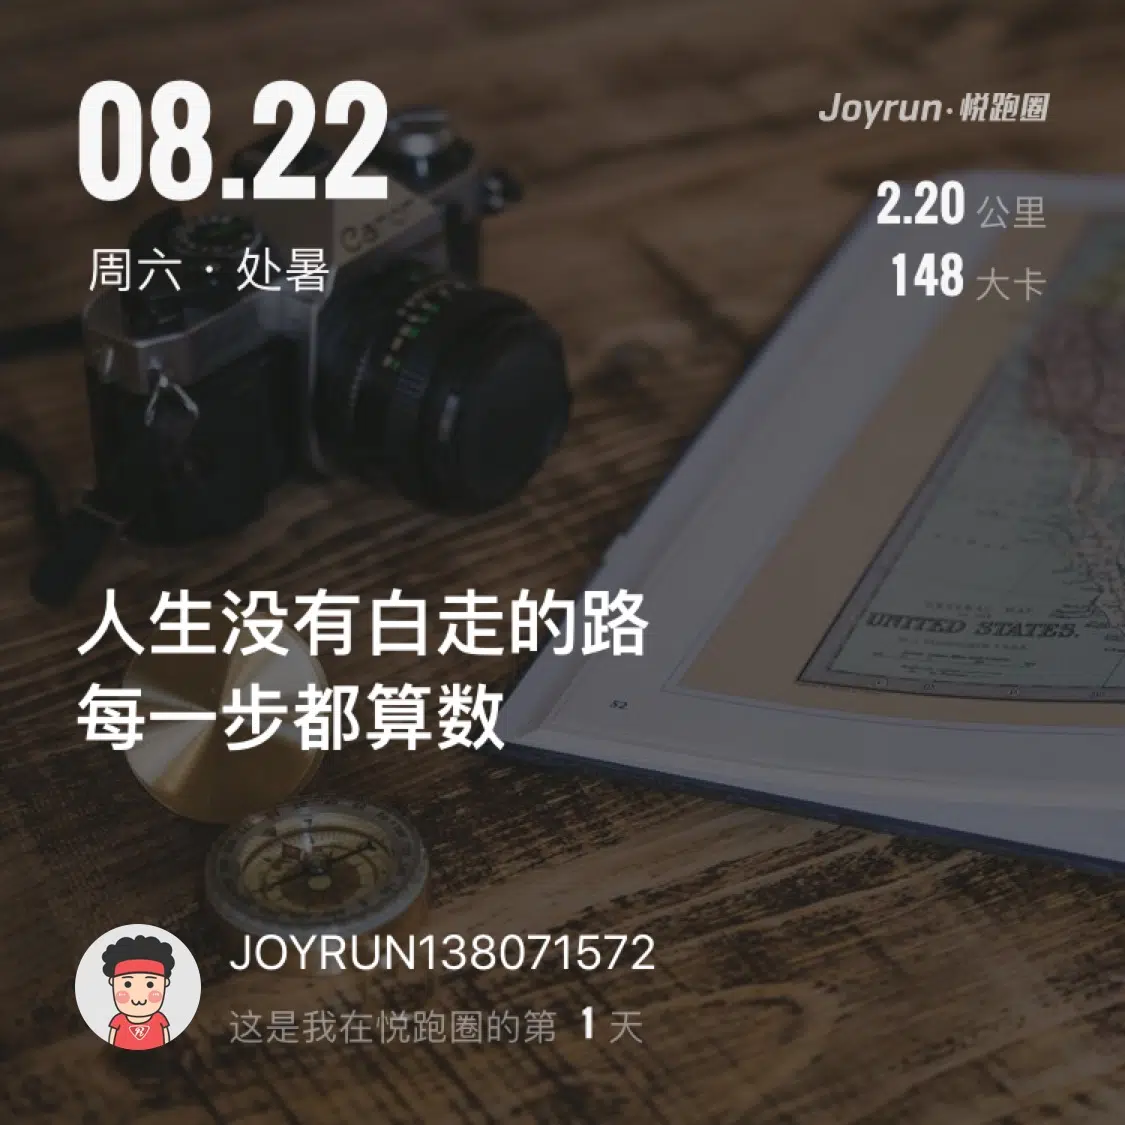 08.22
周六 · 处暑
Joyrun·悦跑圈
2.20 公里
148 大卡
Canon
人生没有白走的路
每一步都算数
UNITED STATES.
52
JOYRUN138071572
这是我在悦跑圈的第 1 天